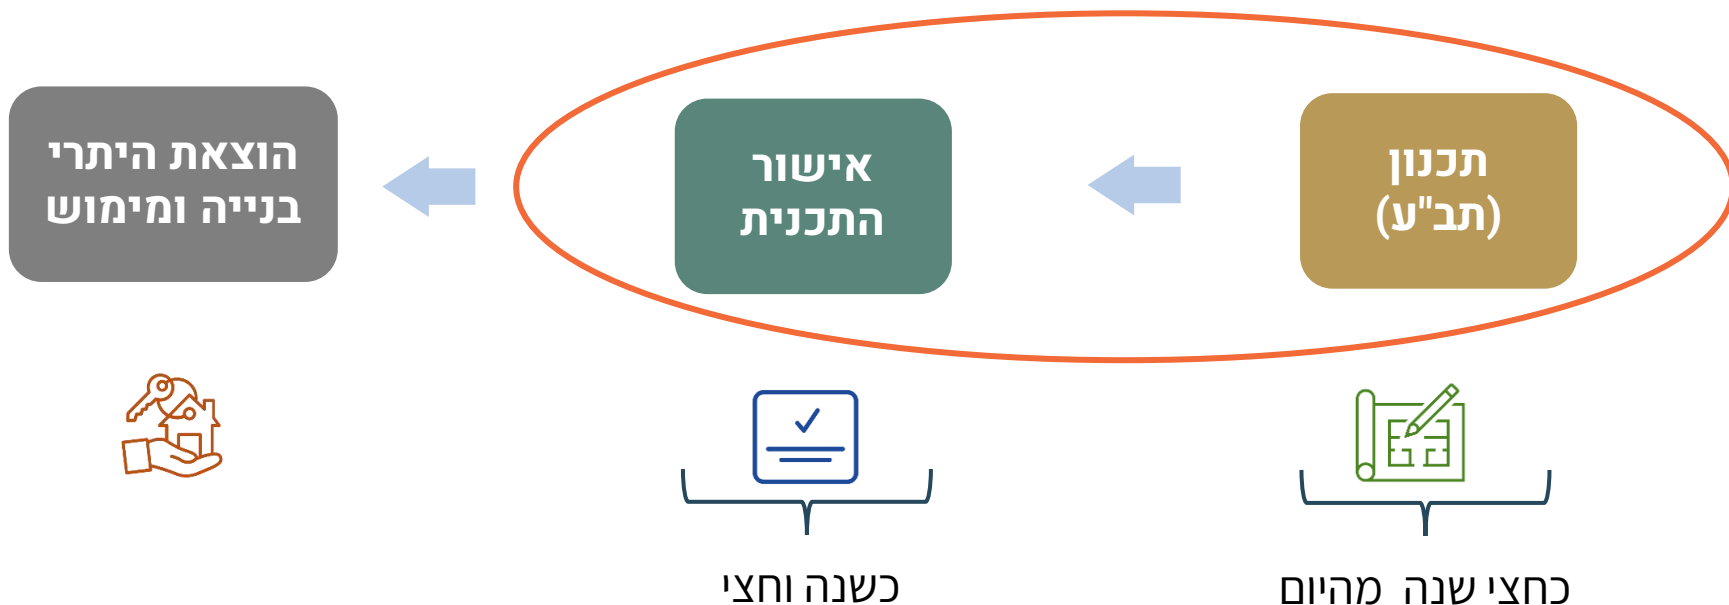 תכנון
(תב"ע)
אישור
התכנית
הוצאת היתרי
בנייה ומימוש
כחצי שנה מהיום
כשנה וחצי